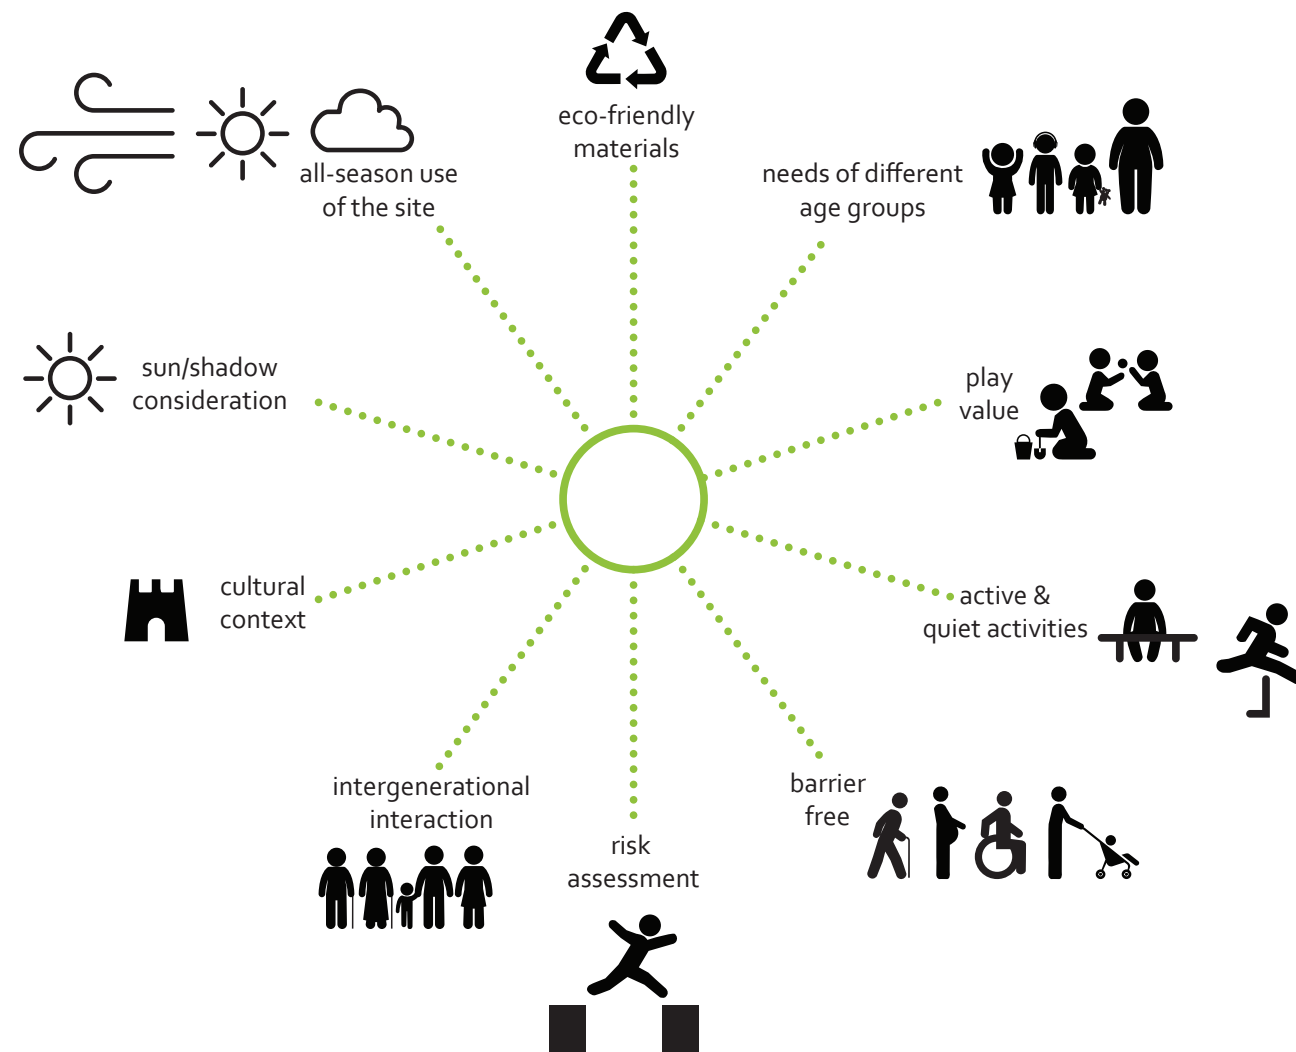 eco-friendly
materials
needs of different
age groups
all-season use
of the site
sun/shadow
consideration
play
value
cultural
context
active &
quiet activities
intergenerational
interaction
barrier
free
risk
assessment